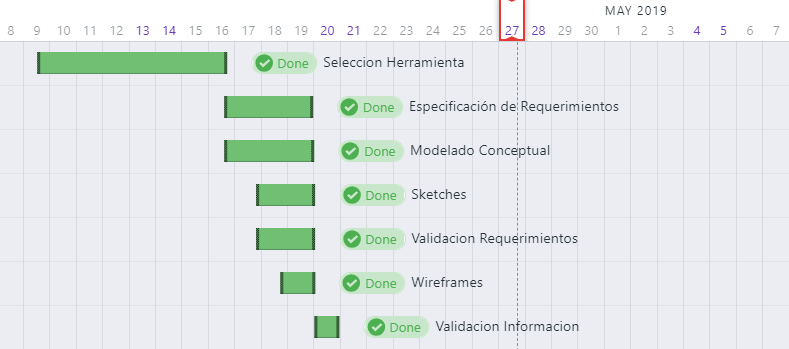 MAY 2019
8 9 10 11 12 13 14 15 16 17 18 19 20 21 22 23 24 25 26 27 28 29 30 1 2 3 4 5 6 7
Done Seleccion Herramienta
Done Especificación de Requerimientos
Done Modelado Conceptual
Done Sketches
Done Validacion Requerimientos
Done Wireframes
Done Validacion Informacion